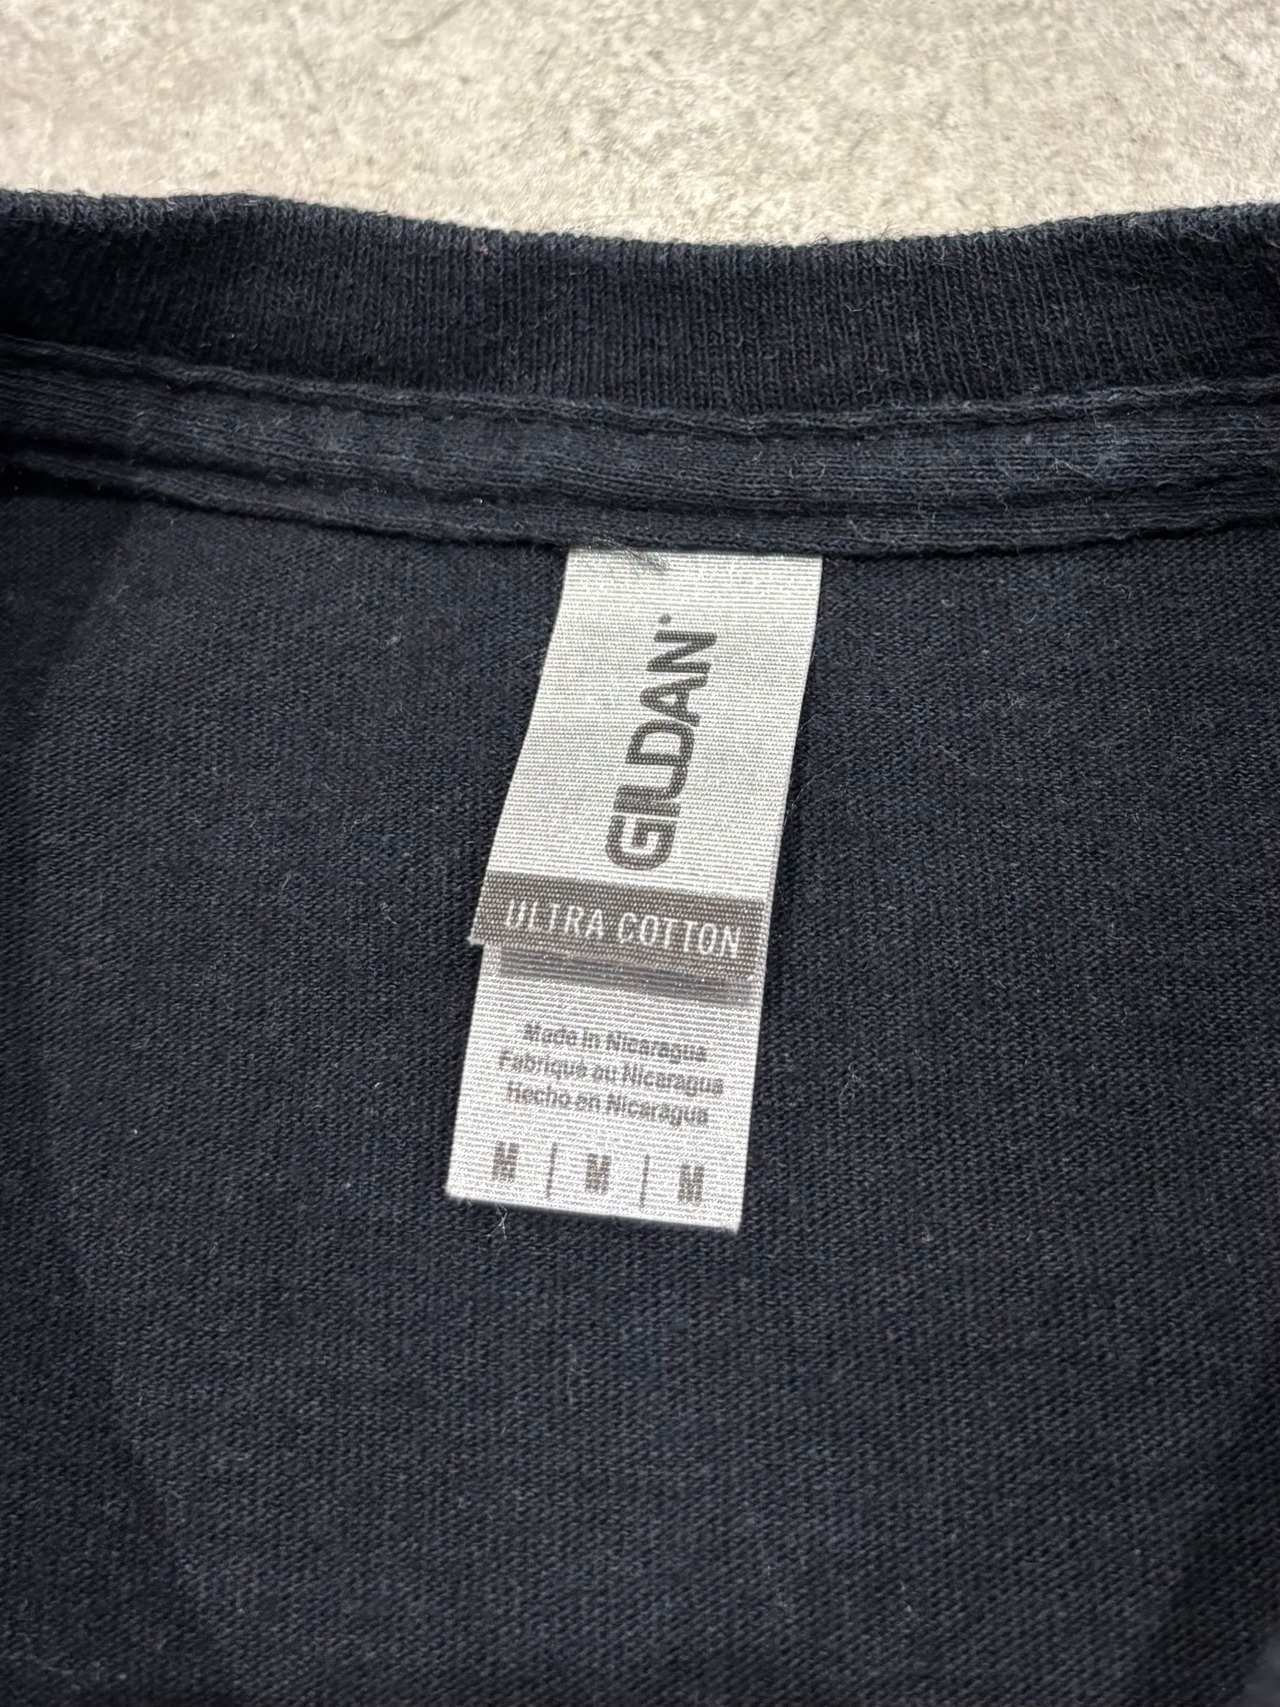 GILDAN
ULTRA COTTON
Made in Nicaragua
Fabriqué au Nicaragua
Hecho en Nicaragua
M | M | M